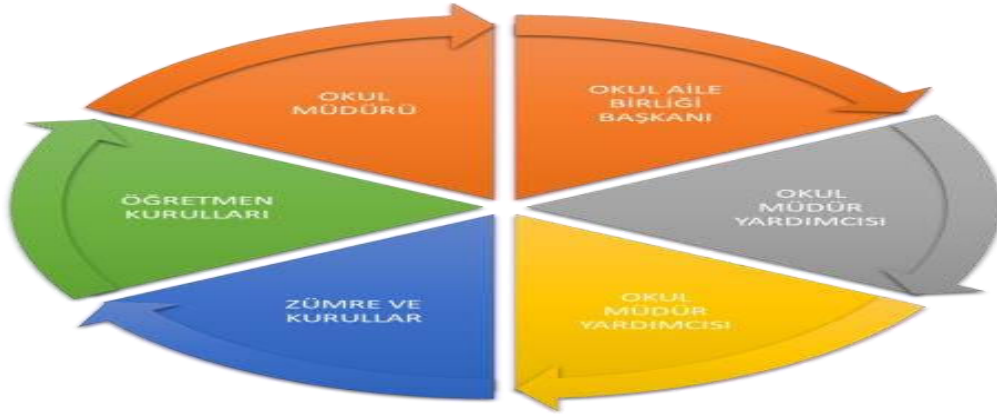 OKUL
MÜDÜRÜ
OKUL AİLE
BİRLİĞİ
BAŞKANI
OKUL
MÜDÜR
YARDIMCISI
OKUL
MÜDÜR
YARDIMCISI
ZÜMRE VE
KURULLAR
ÖĞRETMEN
KURULLARI